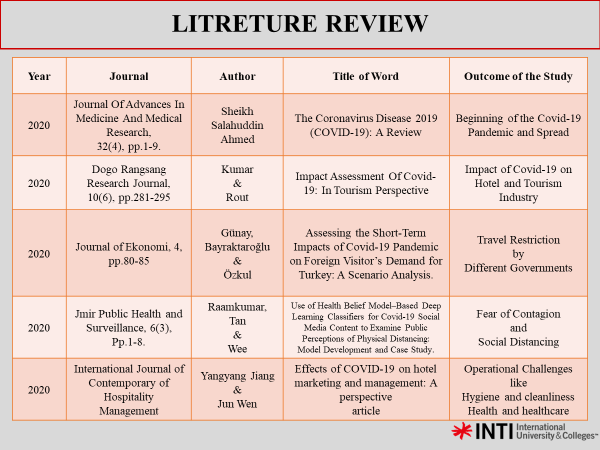 LITRETURE REVIEW
Year Journal Author Title of Word Outcome of the Study
2020
Journal Of Advances In
Medicine And Medical
Research,
32(4), pp.1-9.
Sheikh
Salahuddin
Ahmed
The Coronavirus Disease 2019
(COVID-19): A Review
Beginning of the Covid-19
Pandemic and Spread
2020
Dogo Rangsang
Research Journal,
10(6), pp.281-295
Kumar
&
Rout
Impact Assessment Of Covid-
19: In Tourism Perspective
Impact of Covid-19 on
Hotel and Tourism
Industry
2020
Journal of Ekonomi, 4,
pp.80-85
Günay,
Bayraktaroğlu
&
Özkul
Assessing the Short-Term
Impacts of Covid-19 Pandemic
on Foreign Visitor's Demand for
Turkey: A Scenario Analysis.
Travel Restriction
by
Different Governments
2020
Jmir Public Health and
Surveillance, 6(3),
Pp.1-8.
Raamkumar,
Tan
&
Wee
Use of Health Belief Model–Based Deep
Learning Classifiers for Covid-19 Social
Media Content to Examine Public
Perceptions of Physical Distancing:
Model Development and Case Study.
Fear of Contagion
and
Social Distancing
2020
International Journal of
Contemporary of
Hospitality
Management
Yangyang Jiang
&
Jun Wen
Effects of COVID-19 on hotel
marketing and management: A
perspective
article
Operational Challenges
like
Hygiene and cleanliness
Health and healthcare
INTI International
University & Colleges™